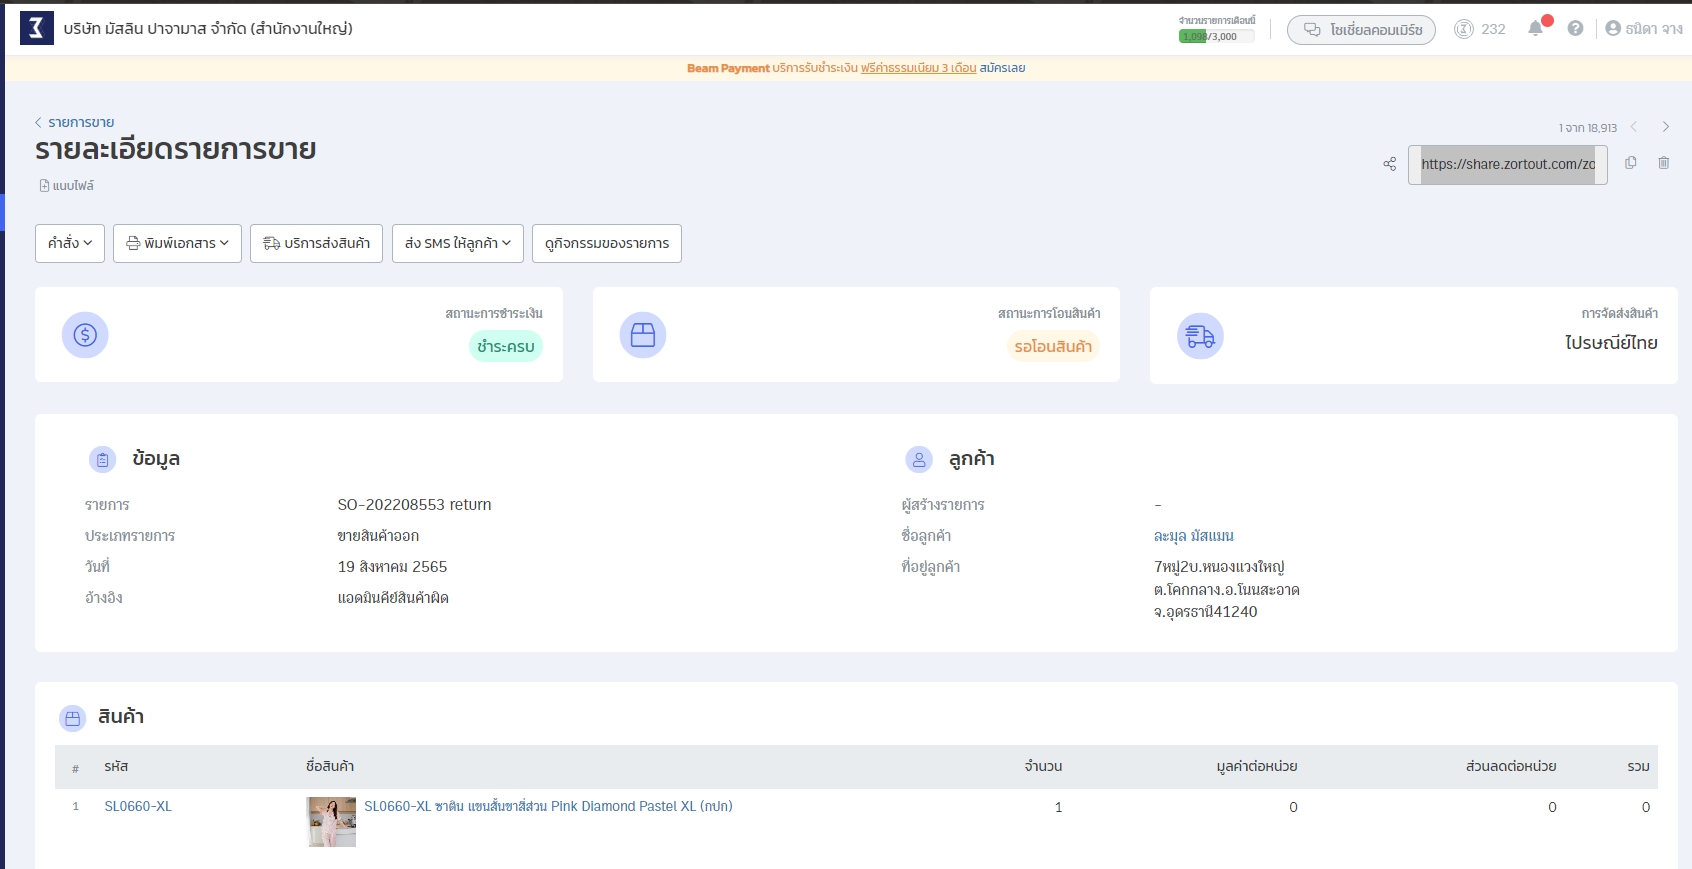 บริษัท มัสลิน ปาจามาส จำกัด (สำนักงานใหญ่)
จำนวนรายการเดือนนี้
1,098/3,000
โซเชี่ยลคอมเมิร์ซ
232
ธนิดา จาง
Beam Payment บริการรับชำระเงิน ฟรีค่าธรรมเนียม 3 เดือน สมัครเลย
รายการขาย
1 จาก 18,913
รายละเอียดรายการขาย
https://share.zortout.com/zo
แนบไฟล์
คำสั่ง
พิมพ์เอกสาร
บริการส่งสินค้า
ส่ง SMS ให้ลูกค้า
ดูกิจกรรมของรายการ
สถานะการชำระเงิน
ชำระครบ
สถานะการโอนสินค้า
รอโอนสินค้า
การจัดส่งสินค้า
ไปรษณีย์ไทย
ข้อมูล
รายการ SO-202208553 return
ประเภทรายการ ขายสินค้าออก
วันที่ 19 สิงหาคม 2565
อ้างอิง แอดมินคีย์สินค้าผิด
ลูกค้า
ผู้สร้างรายการ -
ชื่อลูกค้า ละมุล มัสแมน
ที่อยู่ลูกค้า 7หมู่2บ.หนองแวงใหญ่
ต.โคกกลาง.อ.โนนสะอาด
จ.อุดรธานี41240
สินค้า
# รหัส ชื่อสินค้า จำนวน มูลค่าต่อหน่วย ส่วนลดต่อหน่วย รวม
1 SL0660-XL SL0660-XL ซาติน แขนสั้นขาสี่ส่วน Pink Diamond Pastel XL (กปก) 1 0 0 0